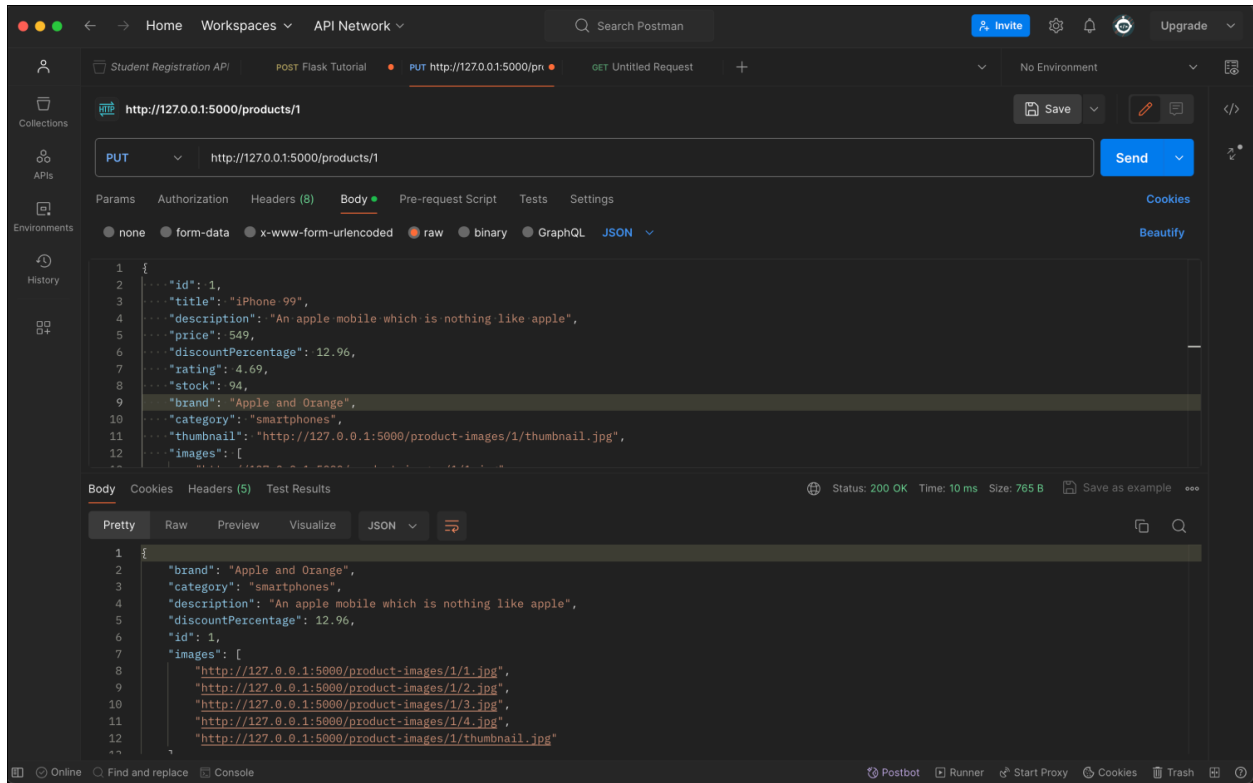 Home Workspaces API Network Search Postman Invite Upgrade
Student Registration API POST Flask Tutorial PUT http://127.0.0.1:5000/pro GET Untitled Request + No Environment
HTTP http://127.0.0.1:5000/products/1 Save
Collections
APIs
Environments
History
PUT http://127.0.0.1:5000/products/1 Send
Params Authorization Headers (8) Body Pre-request Script Tests Settings Cookies
none form-data x-www-form-urlencoded raw binary GraphQL JSON Beautify
1 {
2 "id": 1,
3 "title": "iPhone 99",
4 "description": "An apple mobile which is nothing like apple",
5 "price": 549,
6 "discountPercentage": 12.96,
7 "rating": 4.69,
8 "stock": 94,
9 "brand": "Apple and Orange",
10 "category": "smartphones",
11 "thumbnail": "http://127.0.0.1:5000/product-images/1/thumbnail.jpg",
12 "images": [
Body Cookies Headers (5) Test Results Status: 200 OK Time: 10 ms Size: 765 B Save as example
Pretty Raw Preview Visualize JSON
1 {
2 "brand": "Apple and Orange",
3 "category": "smartphones",
4 "description": "An apple mobile which is nothing like apple",
5 "discountPercentage": 12.96,
6 "id": 1,
7 "images": [
8 "http://127.0.0.1:5000/product-images/1/1.jpg",
9 "http://127.0.0.1:5000/product-images/1/2.jpg",
10 "http://127.0.0.1:5000/product-images/1/3.jpg",
11 "http://127.0.0.1:5000/product-images/1/4.jpg",
12 "http://127.0.0.1:5000/product-images/1/thumbnail.jpg"
Online Find and replace Console Postbot Runner Start Proxy Cookies Trash